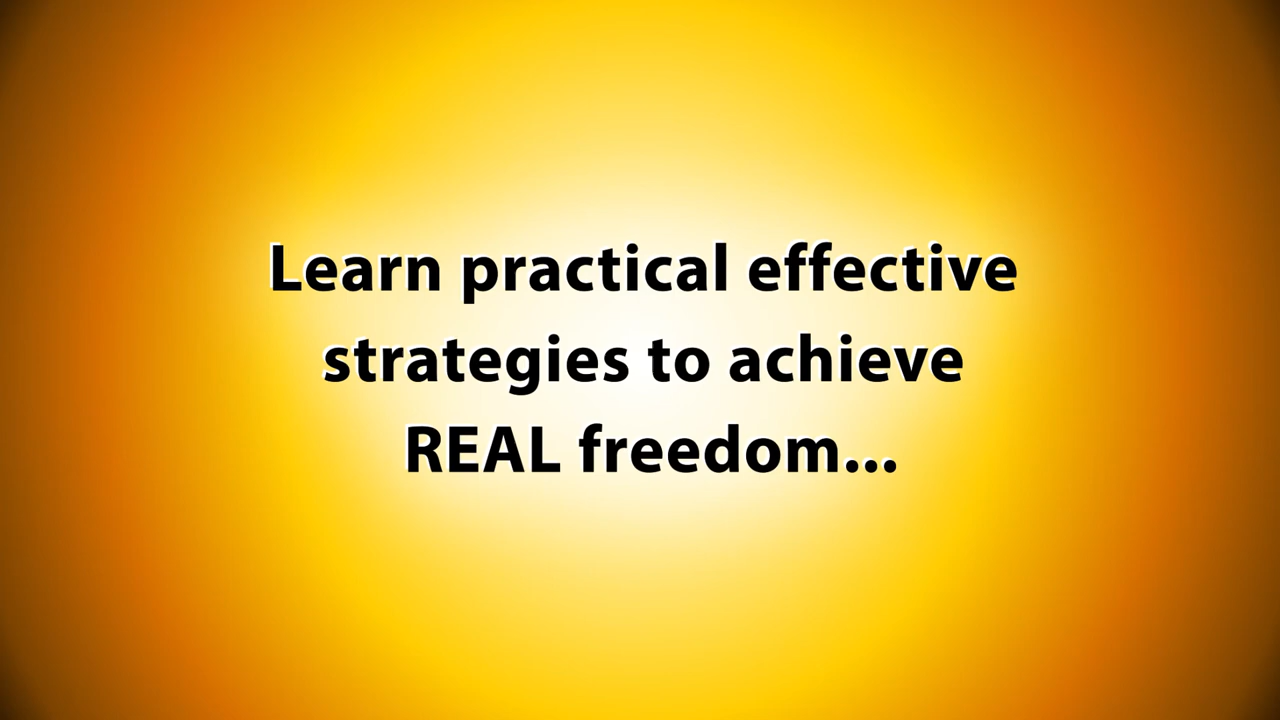 Learn practical effective
strategies to achieve
REAL freedom...